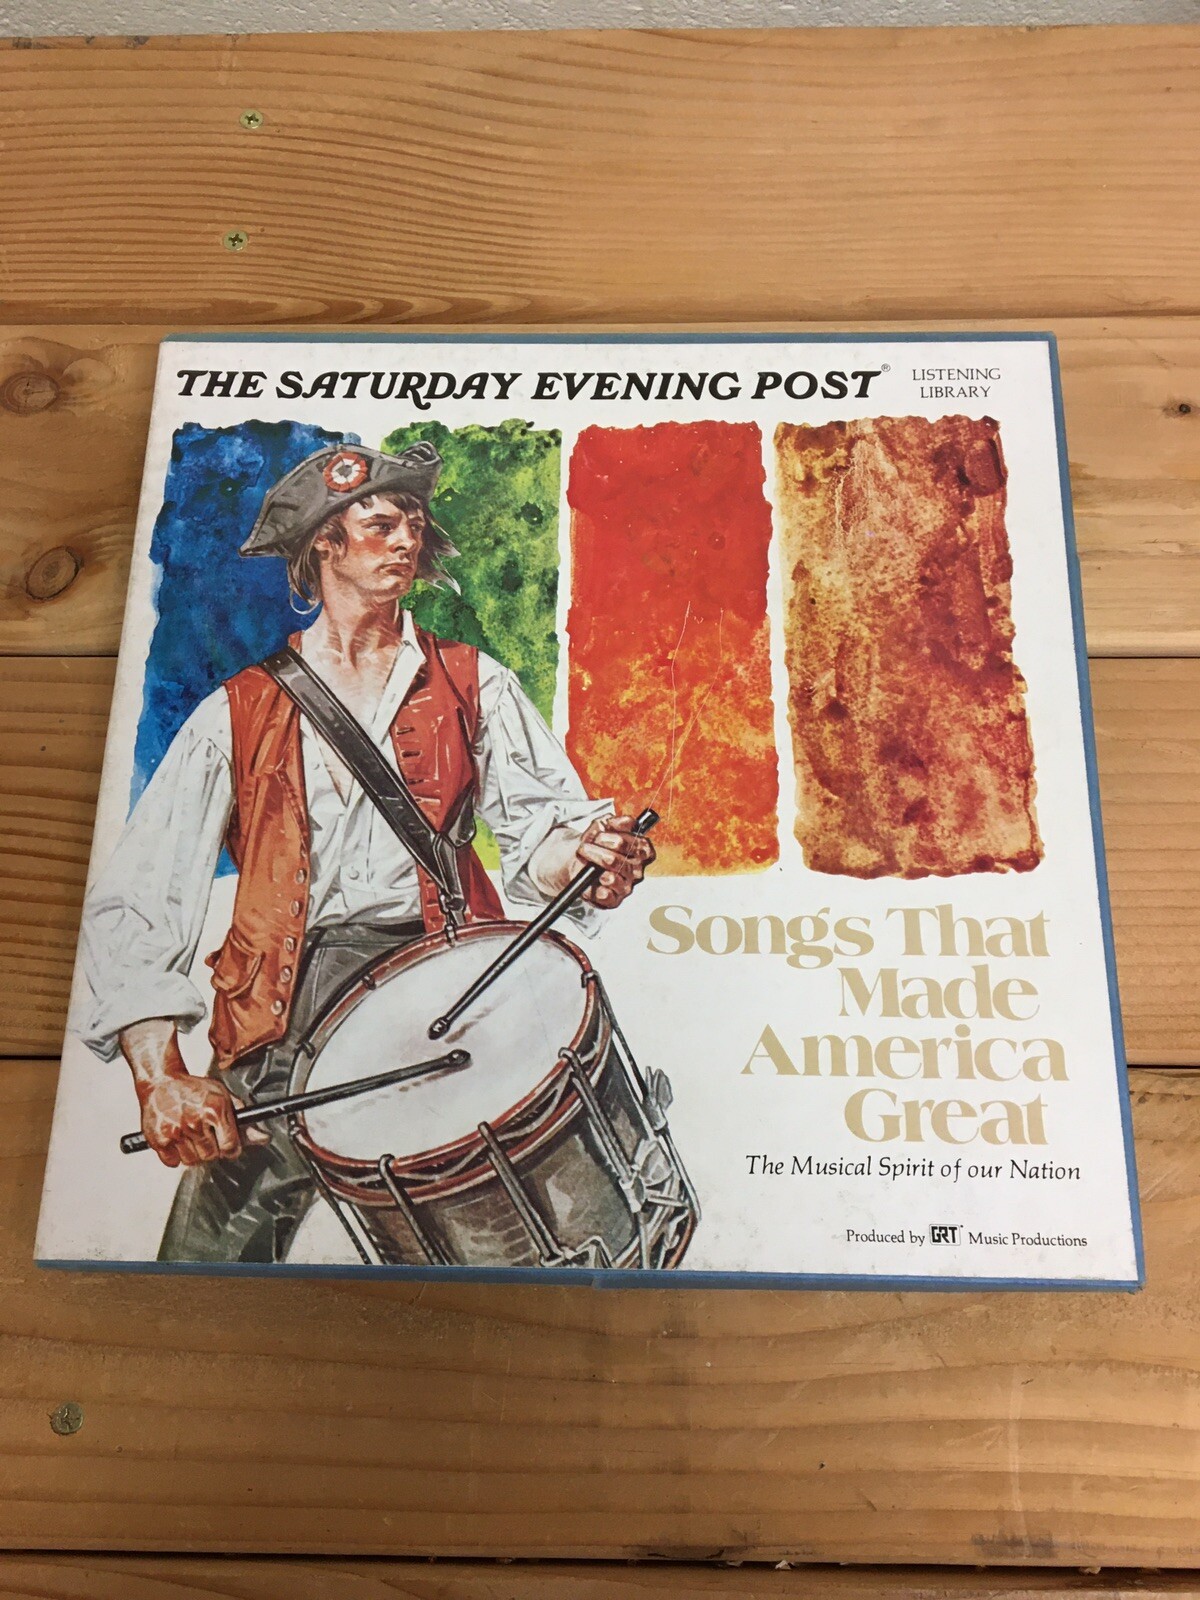 THE SATURDAY EVENING POST®
LISTENING
LIBRARY
Songs That
Made
America
Great
The Musical Spirit of our Nation
Produced by GRT Music Productions